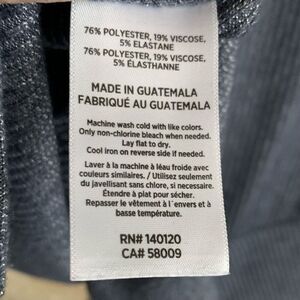 76% POLYESTER, 19% VISCOSE,
5% ELASTANE
76% POLYESTER, 19% VISCOSE,
5% ÉLASTHANNE
MADE IN GUATEMALA
FABRIQUÉ AU GUATEMALA
Machine wash cold with like colors.
Only non-chlorine bleach when needed.
Lay flat to dry.
Cool iron on reverse side if needed.
Laver à la machine à léau froide avec
couleurs similaires. / Utilisez seulement
du javellisant sans chlore, si necessaire.
Étendre à plat pour sécher.
Repasser le vêtement à l'envers et à
basse température.
RN# 140120
CA# 58009